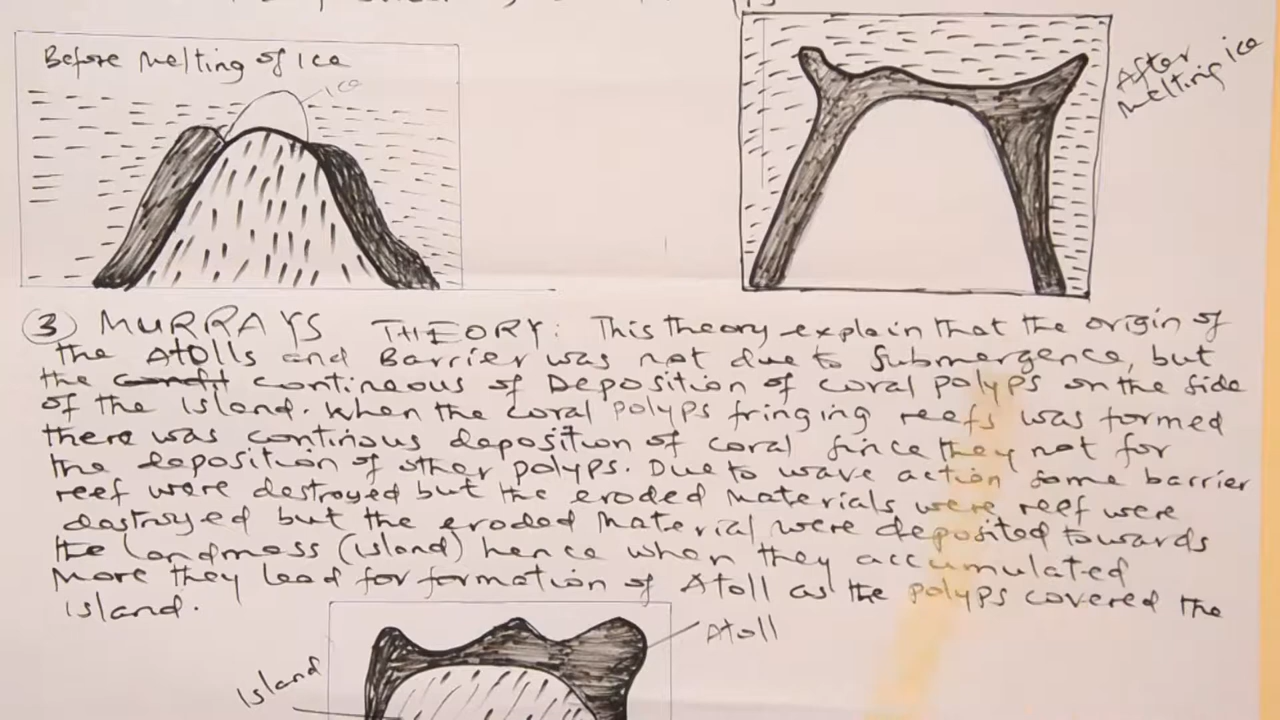 Before Melting of Ice
ice
After
melting ice
③ MURRAYS THEORY: This theory explain that the origin of
the Atolls and Barrier was not due to Submergence, but
the contineous of Deposition of coral polyps on the side
of the Island. When the coral polyps fringing reefs was formed
there was continous deposition of coral since they not for
the deposition of other polyps. Due to wave action some barrier
reef were destroyed but the eroded materials were reef were
destroyed but the eroded material were deposited towards
the landmass (island) hence when they accumulated
More they lead for formation of Atoll as the polyps covered the
island.
Atoll
Island